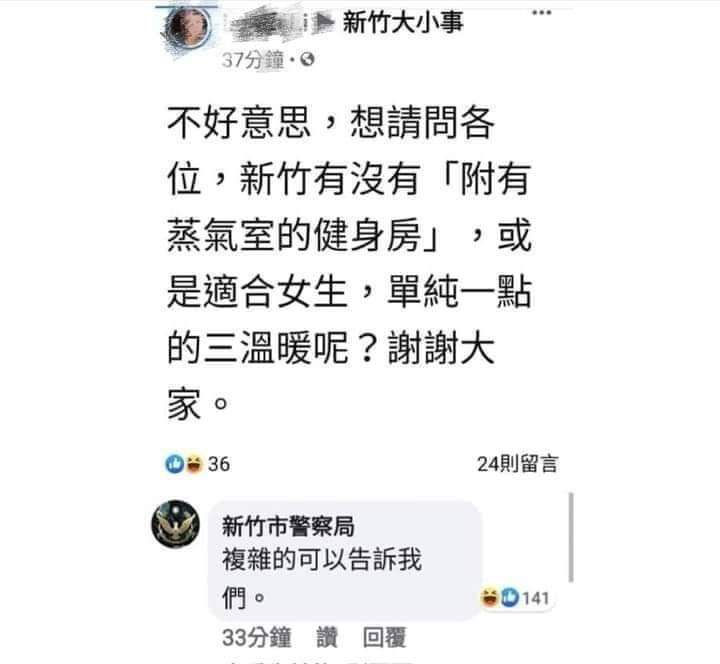 新竹大小事
37分鐘
不好意思，想請問各
位，新竹有沒有「附有
蒸氣室的健身房」，或
是適合女生，單純一點
的三溫暖呢？謝謝大
家。
36
24則留言
新竹市警察局
複雜的可以告訴我
們。
141
33分鐘 讚 回覆